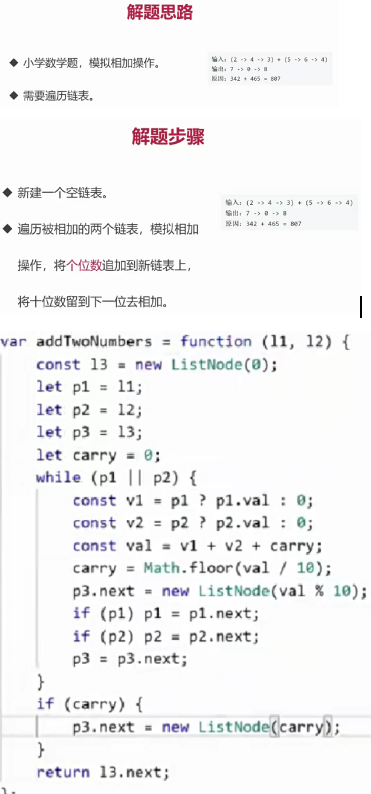 解题思路
◆ 小学数学题，模拟相加操作。
◆ 需要遍历链表。
输入：(2 -> 4 -> 3) + (5 -> 6 -> 4)
输出：7 -> 0 -> 8
原因：342 + 465 = 807
解题步骤
◆ 新建一个空链表。
◆ 遍历被相加的两个链表，模拟相加
操作，将个位数追加到新链表上，
将十位数留到下一位去相加。
输入：(2 -> 4 -> 3) + (5 -> 6 -> 4)
输出：7 -> 0 -> 8
原因：342 + 465 = 807
var addTwoNumbers = function (l1, l2) {
    const l3 = new ListNode(0);
    let p1 = l1;
    let p2 = l2;
    let p3 = l3;
    let carry = 0;
    while (p1 || p2) {
        const v1 = p1 ? p1.val : 0;
        const v2 = p2 ? p2.val : 0;
        const val = v1 + v2 + carry;
        carry = Math.floor(val / 10);
        p3.next = new ListNode(val % 10);
        if (p1) p1 = p1.next;
        if (p2) p2 = p2.next;
        p3 = p3.next;
    }
    if (carry) {
        p3.next = new ListNode(carry);
    }
    return l3.next;
};